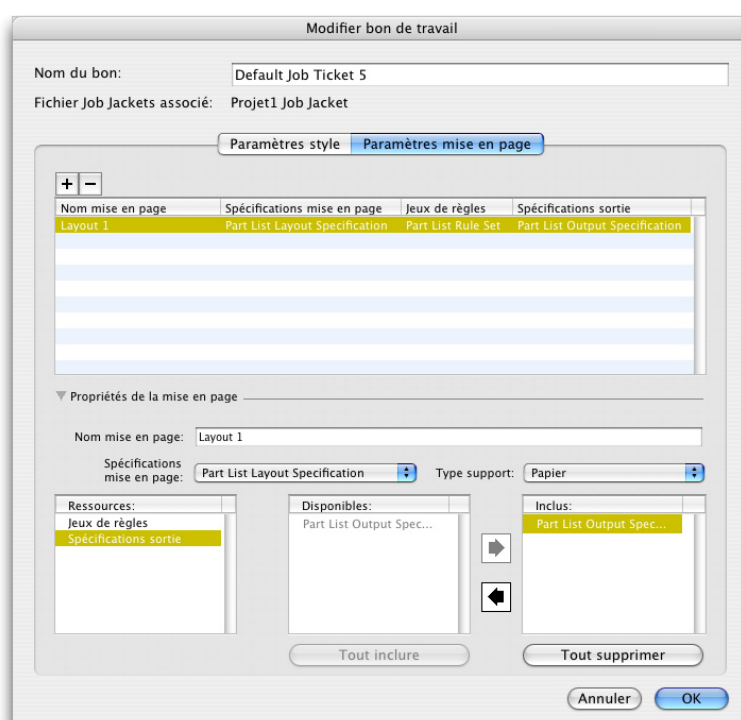 Modifier bon de travail
Nom du bon: Default Job Ticket 5
Fichier Job Jackets associé: Projet1 Job Jacket
Paramètres style Paramètres mise en page
+ −
Nom mise en page Spécifications mise en page Jeux de règles Spécifications sortie
Layout 1 Part List Layout Specification Part List Rule Set Part List Output Specification
Propriétés de la mise en page
Nom mise en page: Layout 1
Spécifications
mise en page: Part List Layout Specification Type support: Papier
Ressources: Disponibles: Inclus:
Jeux de règles Part List Output Spec... Part List Output Spec...
Spécifications sortie
Tout inclure Tout supprimer
Annuler OK